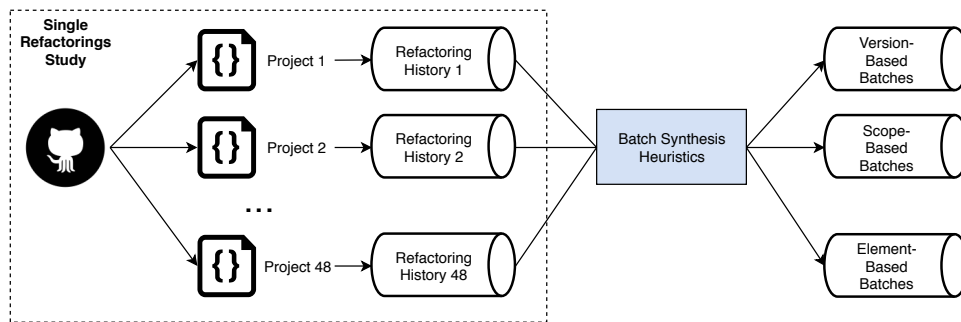 Single
Refactorings
Study
{}
Project 1
Refactoring
History 1
{}
Project 2
Refactoring
History 2
...
{}
Project 48
Refactoring
History 48
Batch Synthesis
Heuristics
Version-
Based
Batches
Scope-
Based
Batches
Element-
Based
Batches